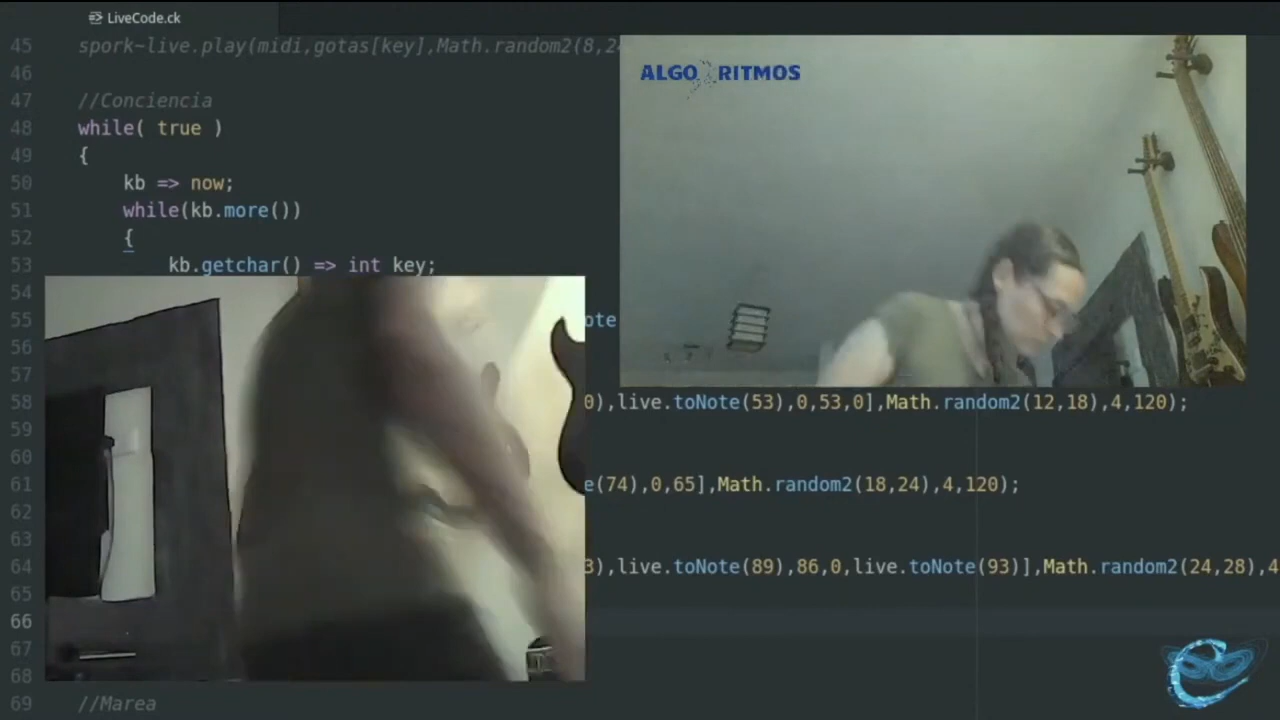 LiveCode.ck
45 spork~live.play(midi,gotas[key],Math.random2(8,24
ALGO RITMOS
46
47 //Conciencia
48 while( true )
49 {
50 kb => now;
51 while(kb.more())
52 {
53 kb.getchar() => int key;
54
55 ote
56
57
58 0),live.toNote(53),0,53,0],Math.random2(12,18),4,120);
59
60
61 e(74),0,65],Math.random2(18,24),4,120);
62
63
64 3),live.toNote(89),86,0,live.toNote(93)],Math.random2(24,28),4
65
66
67
68
69 //Marea